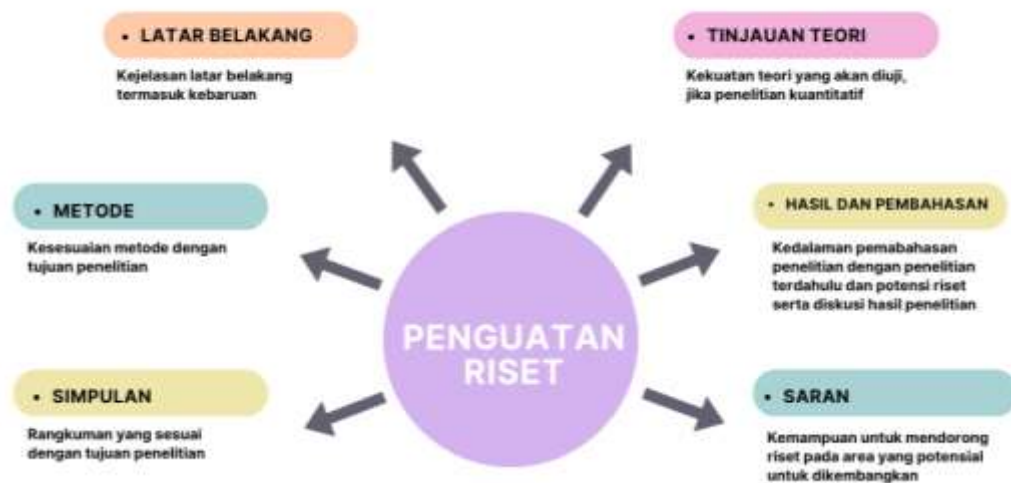 • LATAR BELAKANG
Kejelasan latar belakang
termasuk kebaruan
• TINJAUAN TEORI
Kekuatan teori yang akan diuji,
jika penelitian kuantitatif
• METODE
Kesesuaian metode dengan
tujuan penelitian
• HASIL DAN PEMBAHASAN
Kedalaman pemabahasan
penelitian dengan penelitian
terdahulu dan potensi riset
serta diskusi hasil penelitian
PENGUATAN
RISET
• SIMPULAN
Rangkuman yang sesuai
dengan tujuan penelitian
• SARAN
Kemampuan untuk mendorong
riset pada area yang potensial
untuk dikembangkan